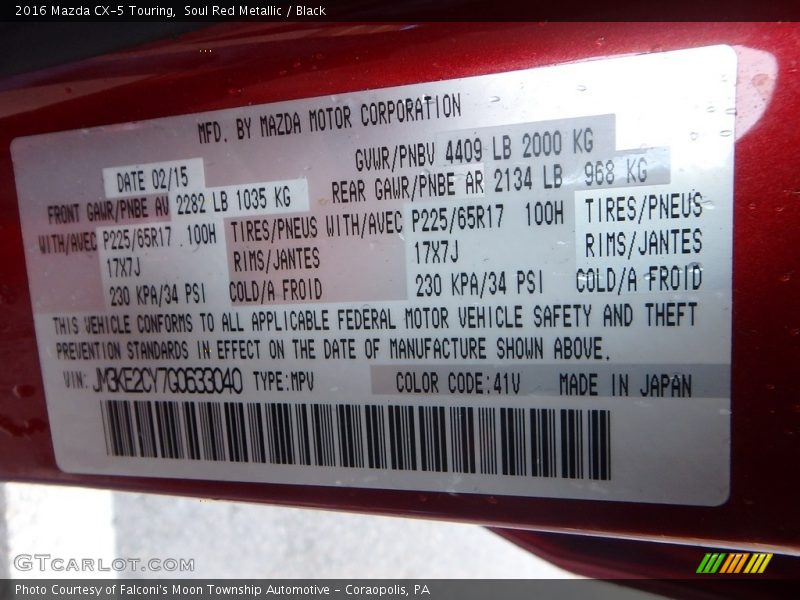 2016 Mazda CX-5 Touring, Soul Red Metallic / Black
MFD. BY MAZDA MOTOR CORPORATION
DATE 02/15 GVWR/PNBV 4409 LB 2000 KG
FRONT GAWR/PNBE AV 2282 LB 1035 KG REAR GAWR/PNBE AR 2134 LB 968 KG
WITH/AVEC P225/65R17 100H TIRES/PNEUS WITH/AVEC P225/65R17 100H TIRES/PNEUS
17X7J RIMS/JANTES 17X7J RIMS/JANTES
230 KPA/34 PSI COLD/A FROID 230 KPA/34 PSI COLD/A FROID
THIS VEHICLE CONFORMS TO ALL APPLICABLE FEDERAL MOTOR VEHICLE SAFETY AND THEFT
PREVENTION STANDARDS IN EFFECT ON THE DATE OF MANUFACTURE SHOWN ABOVE.
VIN: JM3KE2CY7G0633040 TYPE:MPV COLOR CODE:41V MADE IN JAPAN
GTCARLOT.COM
Photo Courtesy of Falconi's Moon Township Automotive - Coraopolis, PA